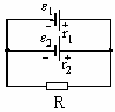 ε₁
- + r₁
ε₂
- + r₂
R